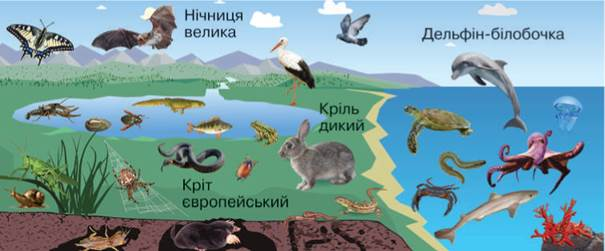 Нічниця
велика
Дельфін-білобочка
Кріль
дикий
Кріт
європейський